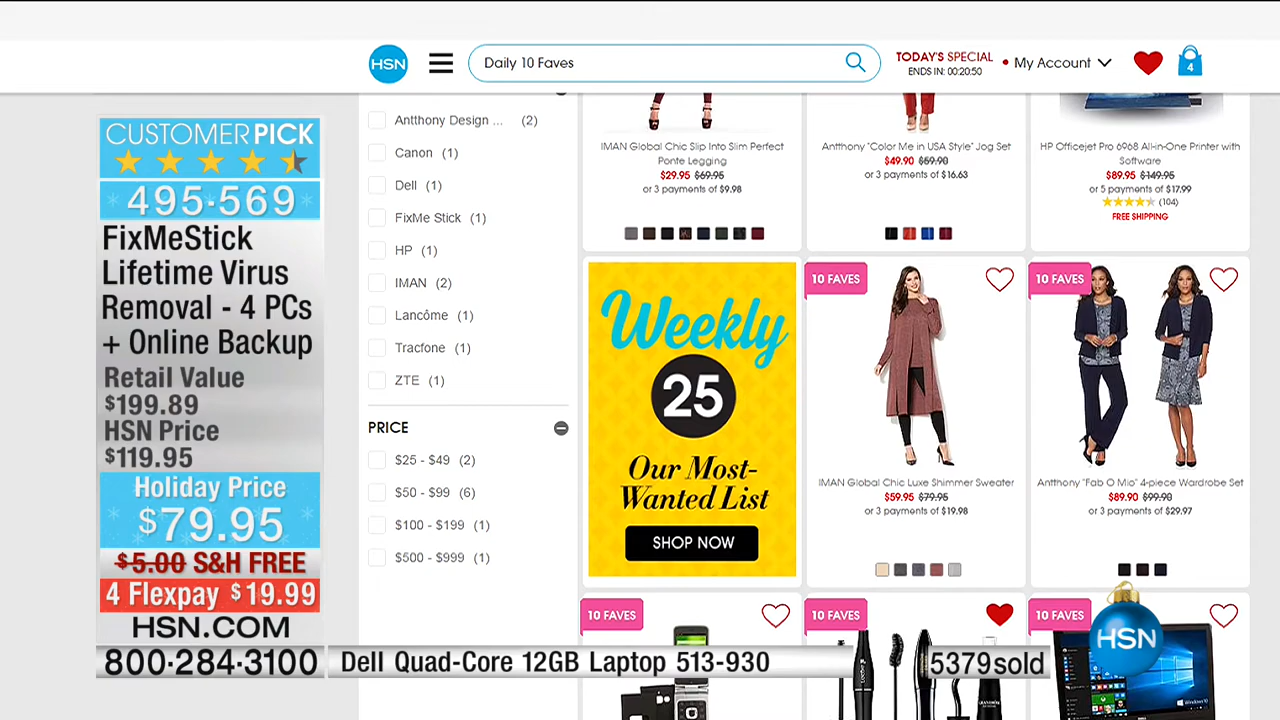 HSN
Daily 10 Faves
TODAY'S SPECIAL
ENDS IN: 00:20:50
My Account
4
CUSTOMER PICK
495-569
FixMeStick
Lifetime Virus
Removal - 4 PCs
+ Online Backup
Retail Value
$199.89
HSN Price
$119.95
Holiday Price
$79.95
$5.00 S&H FREE
4 Flexpay $19.99
HSN.COM
800-284-3100
Antthony Design ... (2)
Canon (1)
Dell (1)
FixMe Stick (1)
HP (1)
IMAN (2)
Lancôme (1)
Tracfone (1)
ZTE (1)
PRICE
$25 - $49 (2)
$50 - $99 (6)
$100 - $199 (1)
$500 - $999 (1)
IMAN Global Chic Slip Into Slim Perfect
Ponte Legging
$29.95 $69.95
or 3 payments of $9.98
Antthony "Color Me in USA Style" Jog Set
$49.90 $59.90
or 3 payments of $16.63
HP Officejet Pro 6968 All-in-One Printer with
Software
$89.95 $149.95
or 5 payments of $17.99
(104)
FREE SHIPPING
Weekly
25
Our Most-
Wanted List
SHOP NOW
10 FAVES
IMAN Global Chic Luxe Shimmer Sweater
$59.95 $79.95
or 3 payments of $19.98
10 FAVES
Antthony "Fab O Mio" 4-piece Wardrobe Set
$89.90 $99.90
or 3 payments of $29.97
10 FAVES
10 FAVES
10 FAVES
HSN
Dell Quad-Core 12GB Laptop 513-930
5379sold